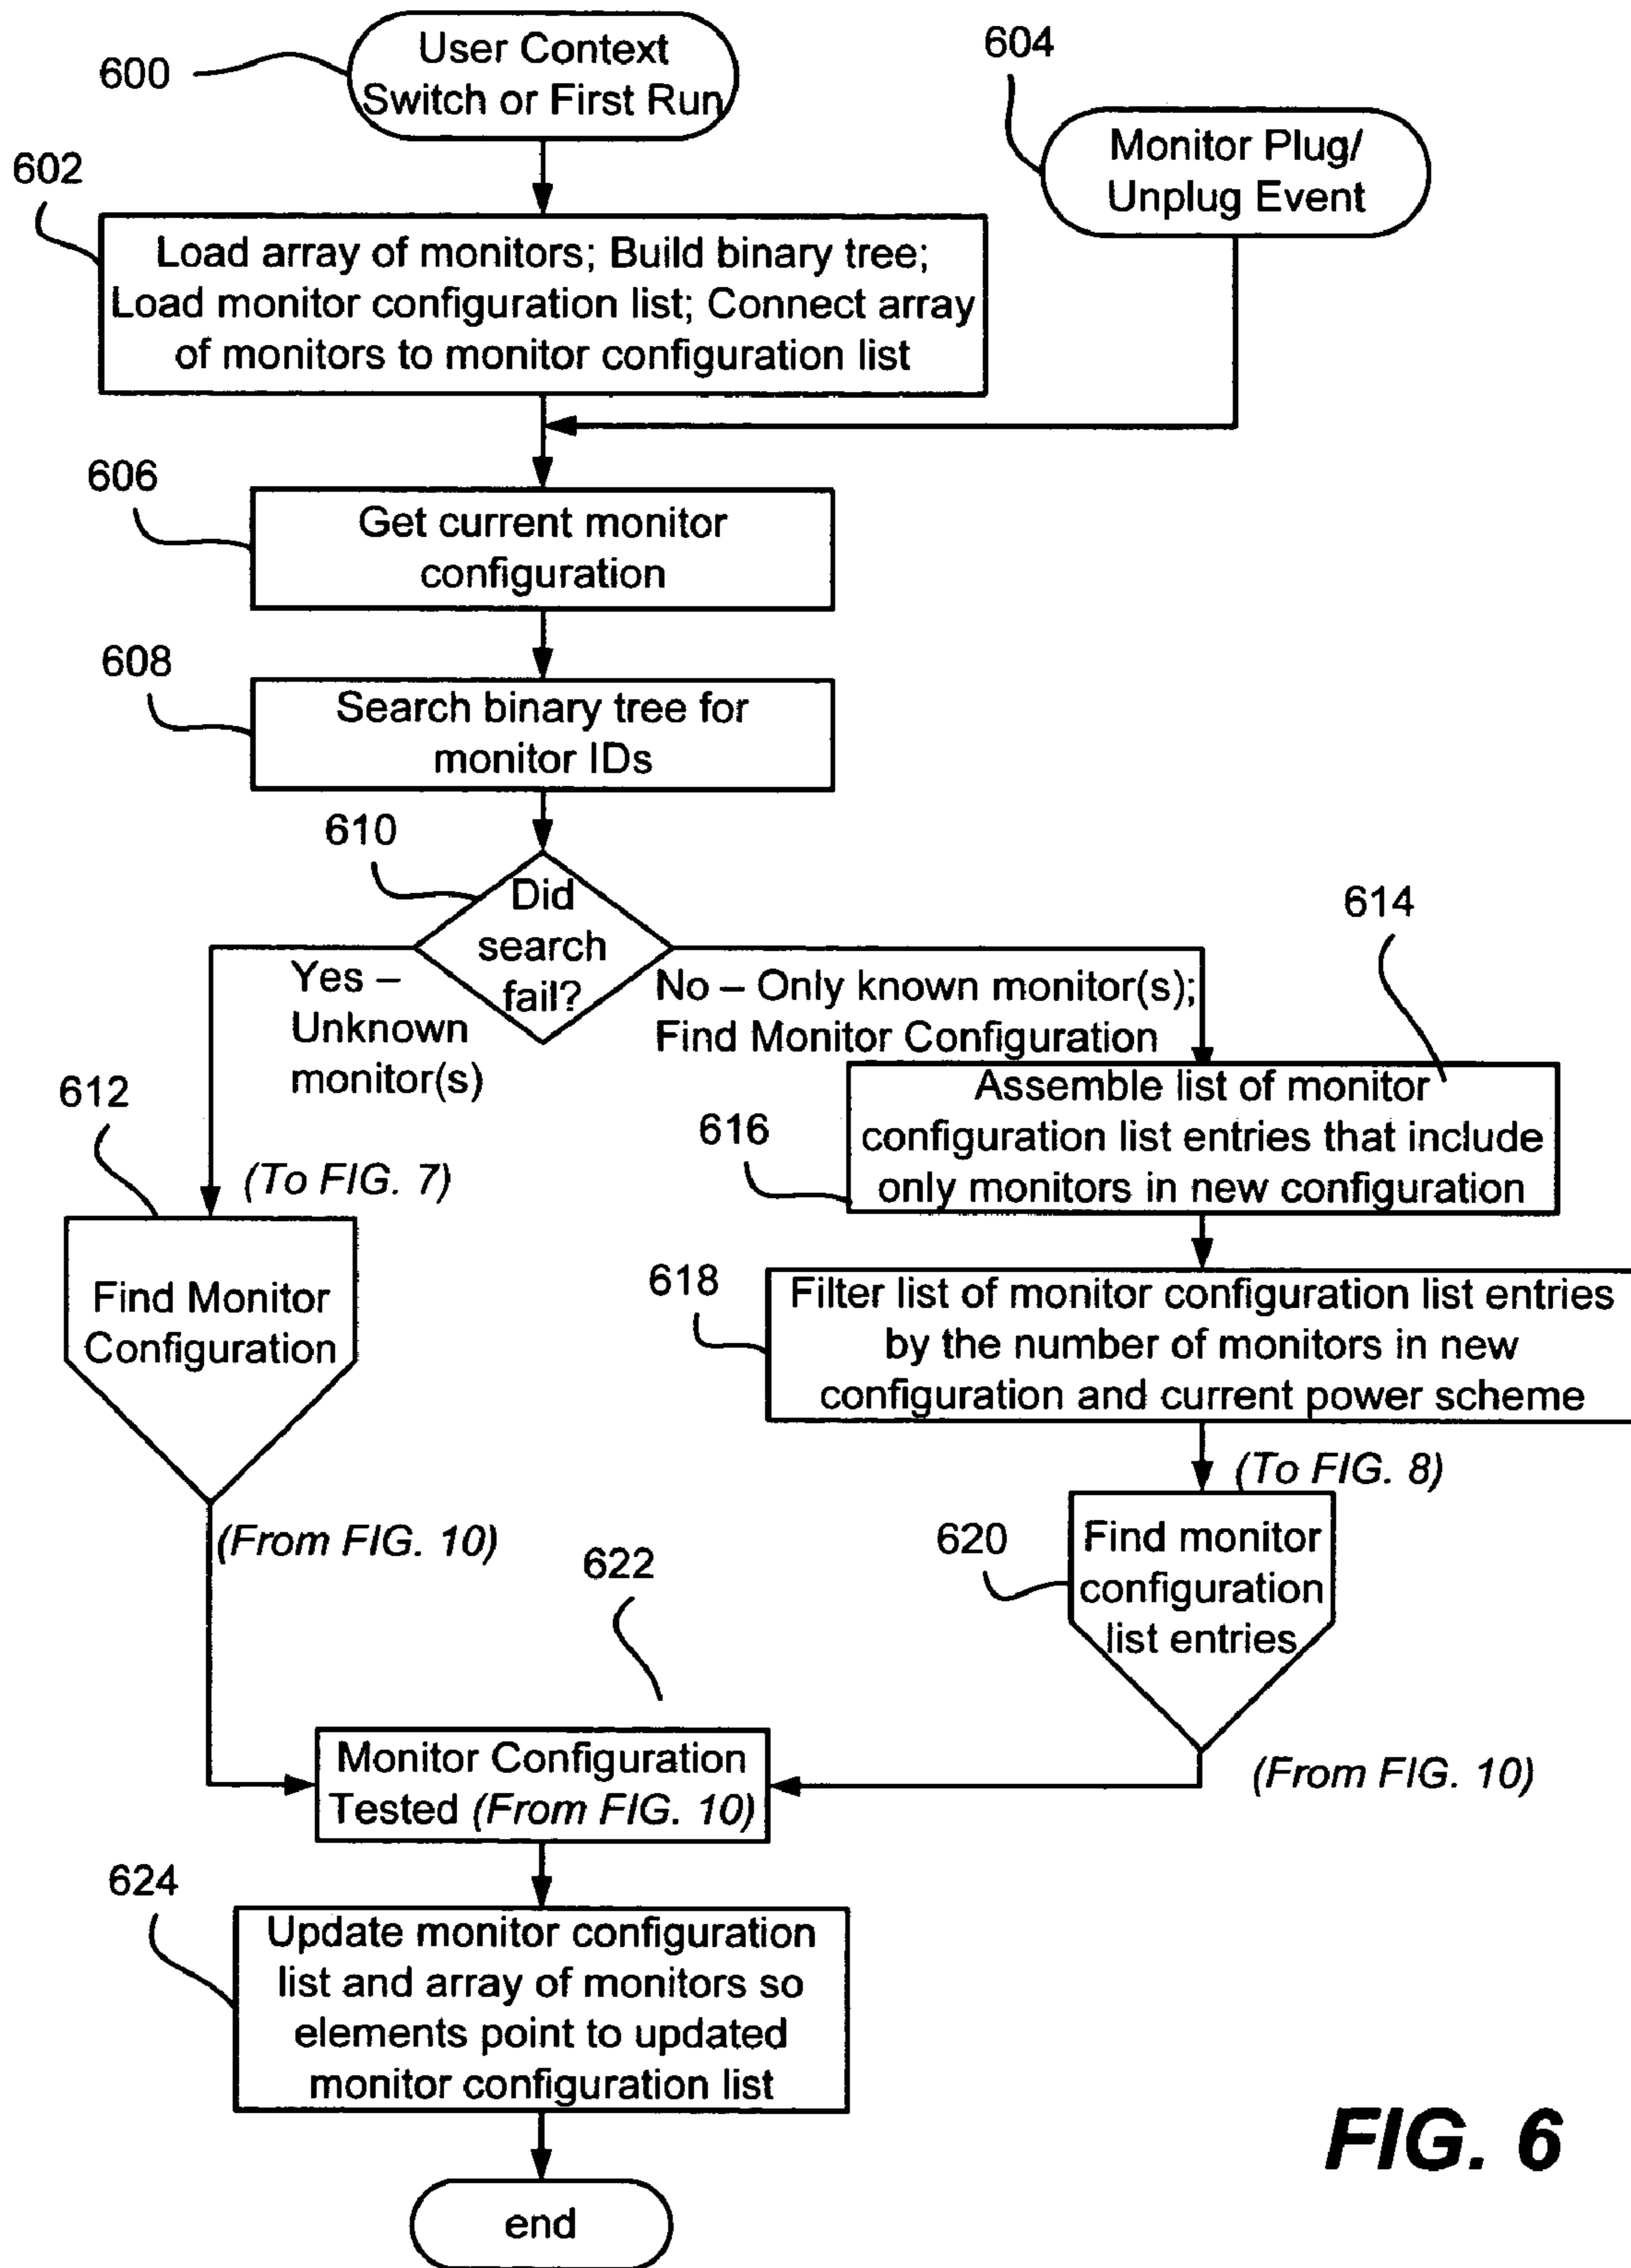 600
User Context
Switch or First Run
604
Monitor Plug/
Unplug Event
602
Load array of monitors; Build binary tree;
Load monitor configuration list; Connect array
of monitors to monitor configuration list
606
Get current monitor
configuration
608
Search binary tree for
monitor IDs
610
Did
search
fail?
Yes –
Unknown
monitor(s)
No – Only known monitor(s);
Find Monitor Configuration
614
612
(To FIG. 7)
Find Monitor
Configuration
616
Assemble list of monitor
configuration list entries that include
only monitors in new configuration
618
Filter list of monitor configuration list entries
by the number of monitors in new
configuration and current power scheme
(To FIG. 8)
620
Find monitor
configuration
list entries
(From FIG. 10)
(From FIG. 10)
622
Monitor Configuration
Tested (From FIG. 10)
624
Update monitor configuration
list and array of monitors so
elements point to updated
monitor configuration list
end
FIG. 6